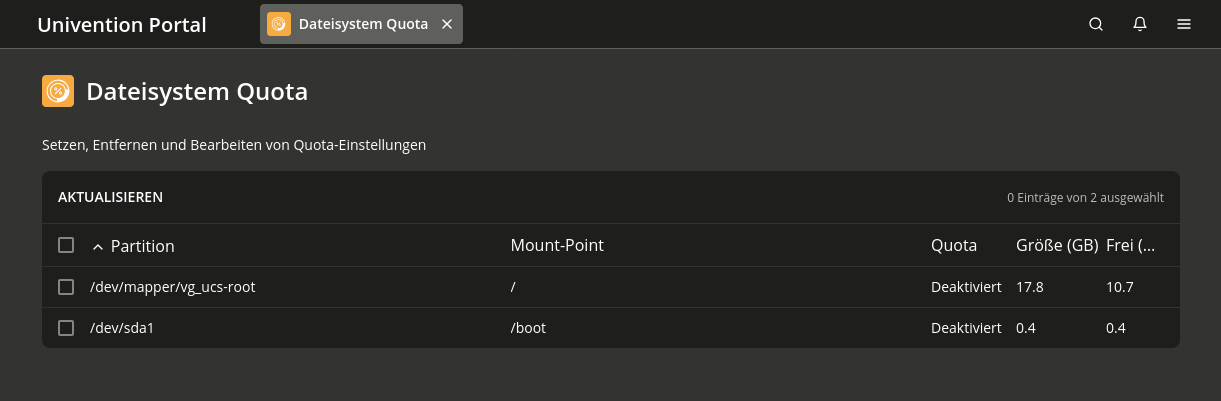 Univention Portal Dateisystem Quota
Dateisystem Quota
Setzen, Entfernen und Bearbeiten von Quota-Einstellungen
AKTUALISIEREN 0 Einträge von 2 ausgewählt
Partition Mount-Point Quota Größe (GB) Frei (...
/dev/mapper/vg_ucs-root / Deaktiviert 17.8 10.7
/dev/sda1 /boot Deaktiviert 0.4 0.4